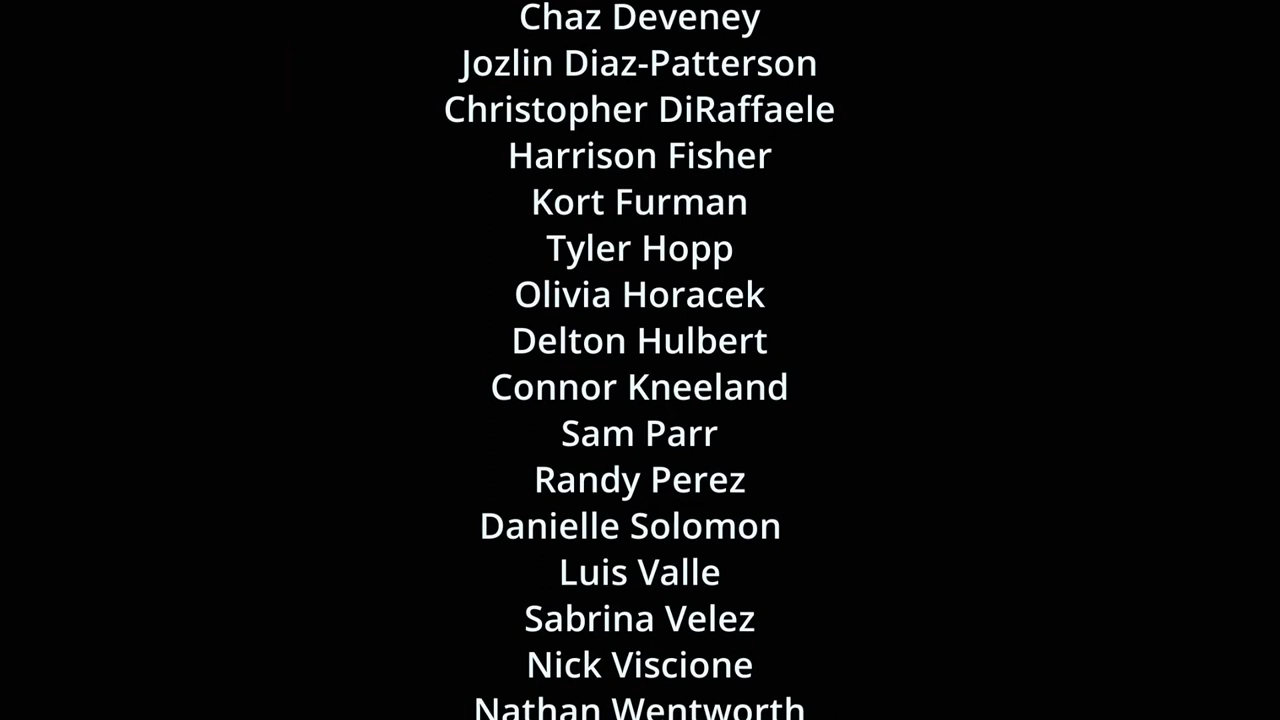 Chaz Deveney
Jozlin Diaz-Patterson
Christopher DiRaffaele
Harrison Fisher
Kort Furman
Tyler Hopp
Olivia Horacek
Delton Hulbert
Connor Kneeland
Sam Parr
Randy Perez
Danielle Solomon
Luis Valle
Sabrina Velez
Nick Viscione
Nathan Wentworth